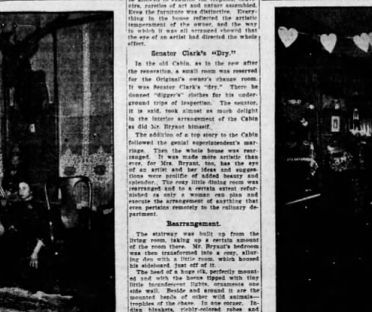 nirs, curios of art and nature assembled.
Even the furniture was distinctive. Every-
thing in the house reflected the artistic
temperament of the owner, and the way
in which it was all arranged showed that
the eye of an artist had directed the whole
effort.
Senator Clark's "Dry."
In the old Cabin, as in the new after
the renovation, a small room was reserved
for the Original's owner's change room.
It was Senator Clark's "dry." There he
donned "digger's" clothes for his under-
ground trips of inspection. The senator,
it is said, took almost as much delight
in the interior arrangement of the Cabin
as did Mr. Bryant himself.
The addition of a top story to the Cabin
followed the genial superintendent's mar-
riage. Then the whole house was rear-
ranged. It was made more artistic than
ever, for Mrs. Bryant, too, has the eye
of an artist and her ideas and sugges-
tions were prolific of added beauty and
splendor. The cosy little dining room was
rearranged and to a certain extent refur-
nished as only a woman can plan and
execute the arrangement of anything that
even pertains remotely to the culinary de-
partment.
Rearrangement.
The stairway was built up from the
living room, taking up a certain amount
of the room there. Mr. Bryant's bedroom
was then transformed into a cosy, allur-
ing den with a little room, which housed
his sideboard, just off of it.
The head of a huge elk, perfectly mount-
ed and with the horns tipped with tiny
little incandescent lights, ornaments one
side wall. Beside and around it are the
mounted heads of other wild animals—
trophies of the chase. In one corner, In-
dian blankets, richly-colored robes and